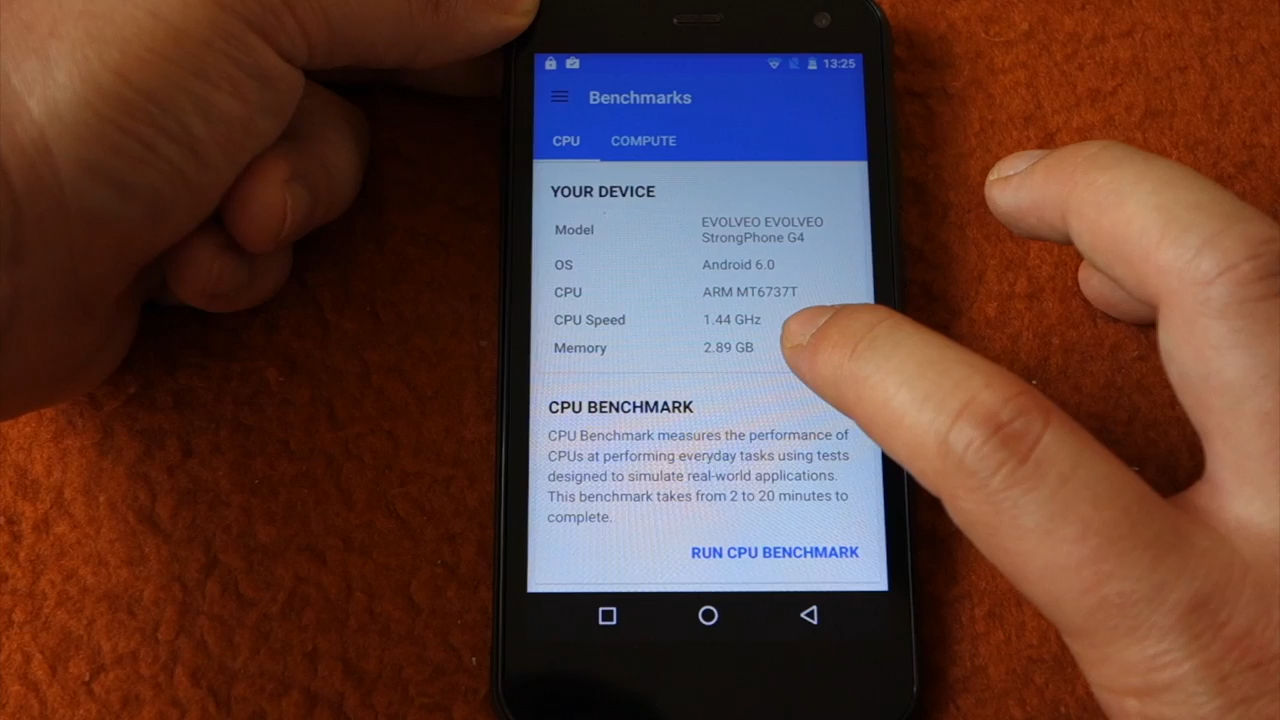 13:25
Benchmarks
CPU COMPUTE
YOUR DEVICE
Model EVOLVEO EVOLVEO
StrongPhone G4
OS Android 6.0
CPU ARM MT6737T
CPU Speed 1.44 GHz
Memory 2.89 GB
CPU BENCHMARK
CPU Benchmark measures the performance of
CPUs at performing everyday tasks using tests
designed to simulate real-world applications.
This benchmark takes from 2 to 20 minutes to
complete.
RUN CPU BENCHMARK